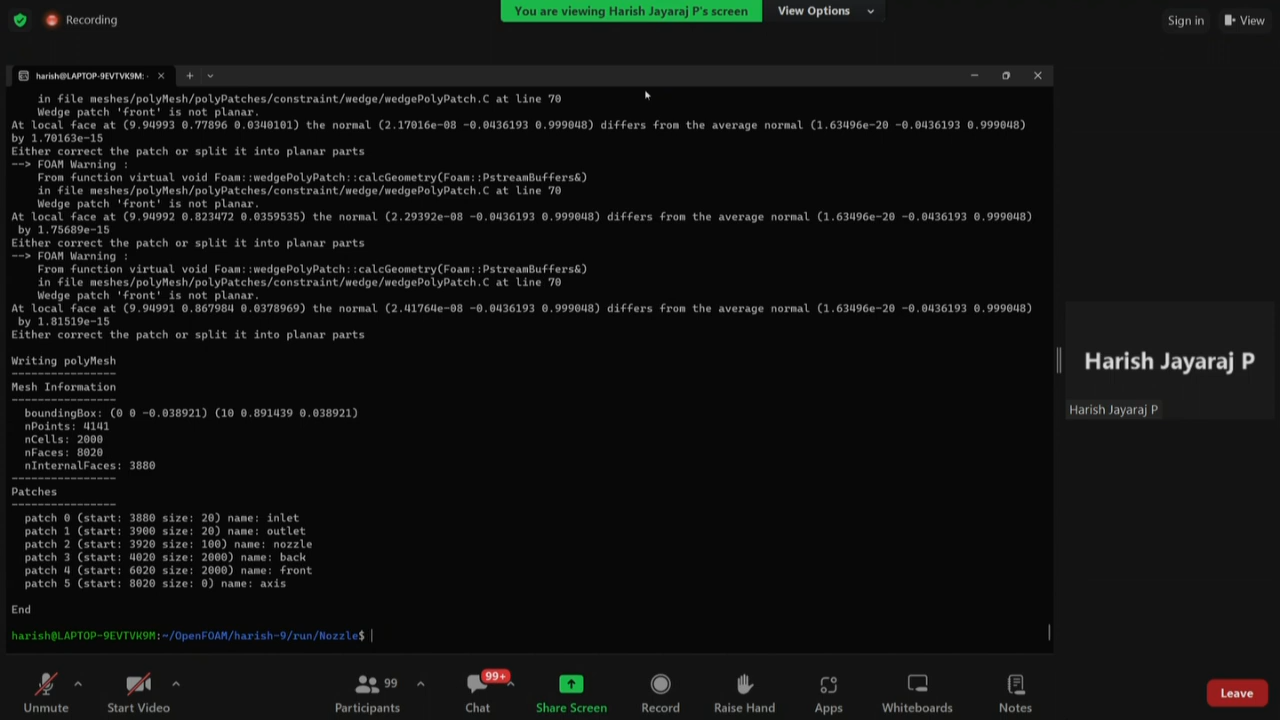 Recording
You are viewing Harish Jayaraj P's screen
View Options
Sign in
View
harish@LAPTOP-9EVTVK9M: -
in file meshes/polyMesh/polyPatches/constraint/wedge/wedgePolyPatch.C at line 70
Wedge patch 'front' is not planar.
At local face at (9.94993 0.77896 0.0340101) the normal (2.17016e-08 -0.0436193 0.999048) differs from the average normal (1.63496e-20 -0.0436193 0.999048)
by 1.70163e-15
Either correct the patch or split it into planar parts
--> FOAM Warning :
From function virtual void Foam::wedgePolyPatch::calcGeometry(Foam::PstreamBuffers&)
in file meshes/polyMesh/polyPatches/constraint/wedge/wedgePolyPatch.C at line 70
Wedge patch 'front' is not planar.
At local face at (9.94992 0.823472 0.0359535) the normal (2.29392e-08 -0.0436193 0.999048) differs from the average normal (1.63496e-20 -0.0436193 0.999048)
by 1.75689e-15
Either correct the patch or split it into planar parts
--> FOAM Warning :
From function virtual void Foam::wedgePolyPatch::calcGeometry(Foam::PstreamBuffers&)
in file meshes/polyMesh/polyPatches/constraint/wedge/wedgePolyPatch.C at line 70
Wedge patch 'front' is not planar.
At local face at (9.94991 0.867984 0.0378969) the normal (2.41764e-08 -0.0436193 0.999048) differs from the average normal (1.63496e-20 -0.0436193 0.999048)
by 1.81519e-15
Either correct the patch or split it into planar parts
Writing polyMesh
----------------
Mesh Information
----------------
boundingBox: (0 0 -0.038921) (10 0.891439 0.038921)
nPoints: 4141
nCells: 2000
nFaces: 8020
nInternalFaces: 3880
----------------
Patches
----------------
patch 0 (start: 3880 size: 20) name: inlet
patch 1 (start: 3900 size: 20) name: outlet
patch 2 (start: 3920 size: 100) name: nozzle
patch 3 (start: 4020 size: 2000) name: back
patch 4 (start: 6020 size: 2000) name: front
patch 5 (start: 8020 size: 0) name: axis
End
harish@LAPTOP-9EVTVK9M:~/OpenFOAM/harish-9/run/Nozzle$
Harish Jayaraj P
Harish Jayaraj P
99
99+
Unmute
Start Video
Participants
Chat
Share Screen
Record
Raise Hand
Apps
Whiteboards
Notes
Leave